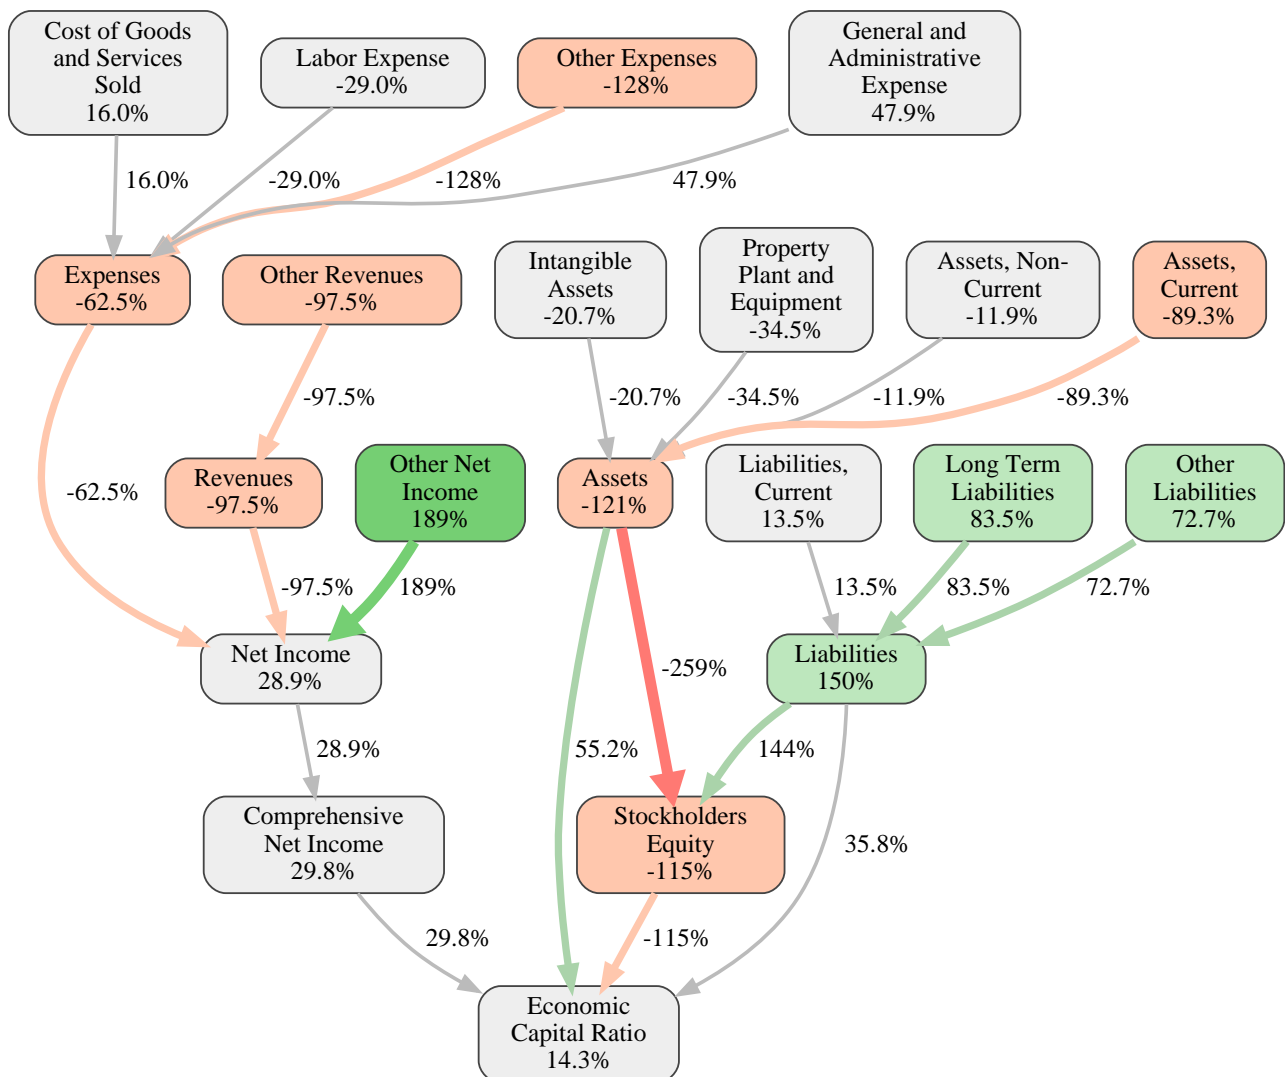 Cost of Goods
and Services
Sold
16.0%
Labor Expense
-29.0%
Other Expenses
-128%
General and
Administrative
Expense
47.9%
16.0%
-29.0%
-128%
47.9%
Expenses
-62.5%
Other Revenues
-97.5%
Intangible
Assets
-20.7%
Property
Plant and
Equipment
-34.5%
Assets, Non-
Current
-11.9%
Assets,
Current
-89.3%
-97.5%
-20.7%
-34.5%
-11.9%
-89.3%
-62.5%
Revenues
-97.5%
Other Net
Income
189%
Assets
-121%
Liabilities,
Current
13.5%
Long Term
Liabilities
83.5%
Other
Liabilities
72.7%
-97.5%
189%
13.5%
83.5%
72.7%
Net Income
28.9%
-259%
Liabilities
150%
28.9%
55.2%
144%
Comprehensive
Net Income
29.8%
Stockholders
Equity
-115%
35.8%
29.8%
-115%
Economic
Capital Ratio
14.3%